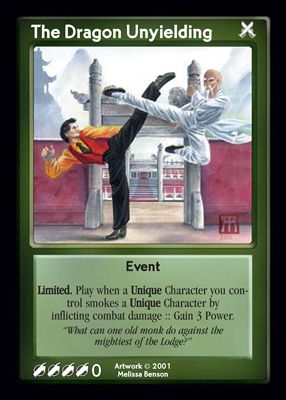 The Dragon Unyielding
2001
Event
Limited. Play when a Unique Character you con-
trol smokes a Unique Character by
inflicting combat damage :: Gain 3 Power.
"What can one old monk do against the
mightiest of the Lodge?"
Artwork © 2001
Melissa Benson
0